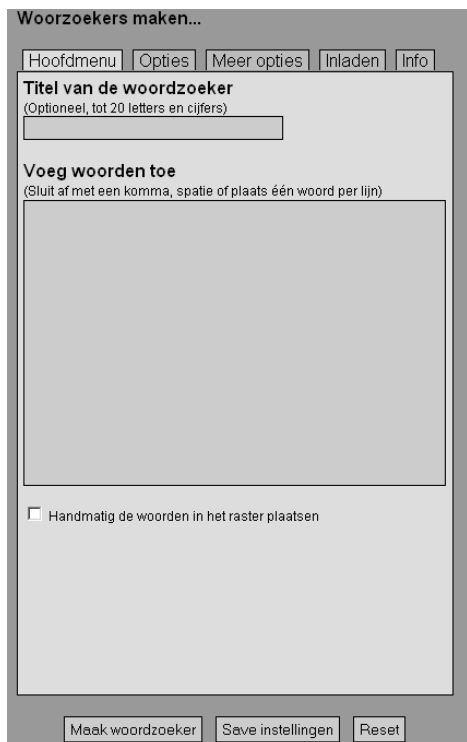 Woorzoekers maken...
Hoofdmenu Opties Meer opties Inladen Info
Titel van de woordzoeker
(Optioneel, tot 20 letters en cijfers)
Voeg woorden toe
(Sluit af met een komma, spatie of plaats één woord per lijn)
Handmatig de woorden in het raster plaatsen
Maak woordzoeker Save instellingen Reset